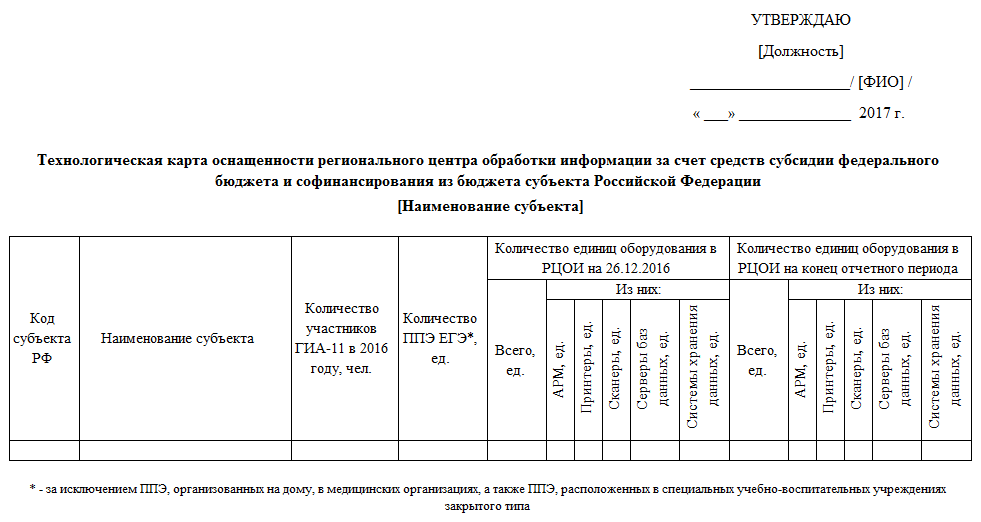 УТВЕРЖДАЮ
[Должность]
____________________/ [ФИО] /
« ___» ______________ 2017 г.
Технологическая карта оснащенности регионального центра обработки информации за счет средств субсидии федерального
бюджета и софинансирования из бюджета субъекта Российской Федерации
[Наименование субъекта]
Код
субъекта
РФ
Наименование субъекта
Количество
участников
ГИА-11 в 2016
году, чел.
Количество
ППЭ ЕГЭ*,
ед.
Количество единиц оборудования в
РЦОИ на 26.12.2016
Всего,
ед.
Из них:
АРМ, ед.
Принтеры, ед.
Сканеры, ед.
Серверы баз
данных, ед.
Системы хранения
данных, ед.
Количество единиц оборудования в
РЦОИ на конец отчетного периода
Всего,
ед.
Из них:
АРМ, ед.
Принтеры, ед.
Сканеры, ед.
Серверы баз
данных, ед.
Системы хранения
данных, ед.
* - за исключением ППЭ, организованных на дому, в медицинских организациях, а также ППЭ, расположенных в специальных учебно-воспитательных учреждениях
закрытого типа